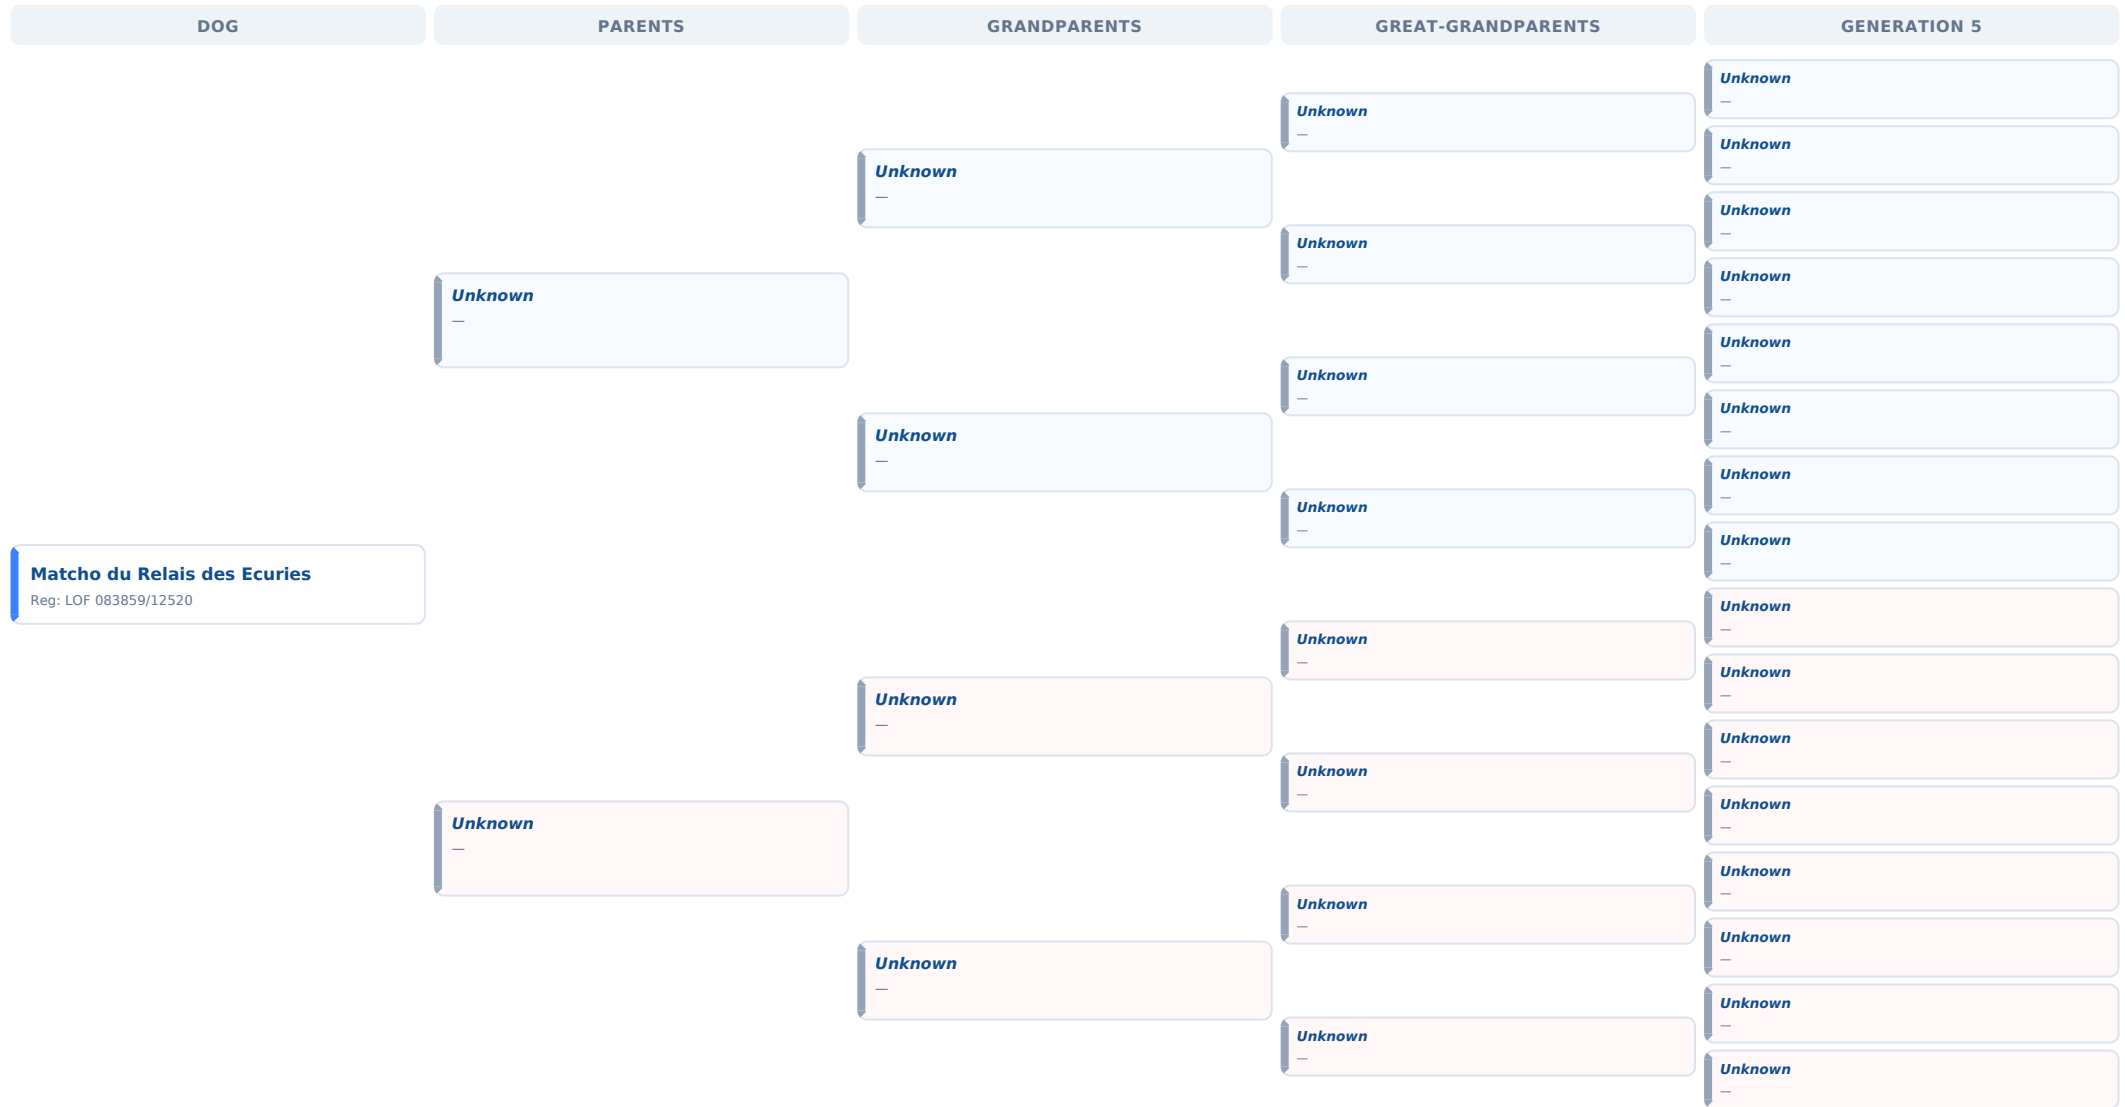 DOG
PARENTS
GRANDPARENTS
GREAT-GRANDPARENTS
GENERATION 5
Matcho du Relais des Ecuries
Reg: LOF 083859/12520
Unknown
—
Unknown
—
Unknown
—
Unknown
—
Unknown
—
Unknown
—
Unknown
—
Unknown
—
Unknown
—
Unknown
—
Unknown
—
Unknown
—
Unknown
—
Unknown
—
Unknown
—
Unknown
—
Unknown
—
Unknown
—
Unknown
—
Unknown
—
Unknown
—
Unknown
—
Unknown
—
Unknown
—
Unknown
—
Unknown
—
Unknown
—
Unknown
—
Unknown
—
Unknown
—